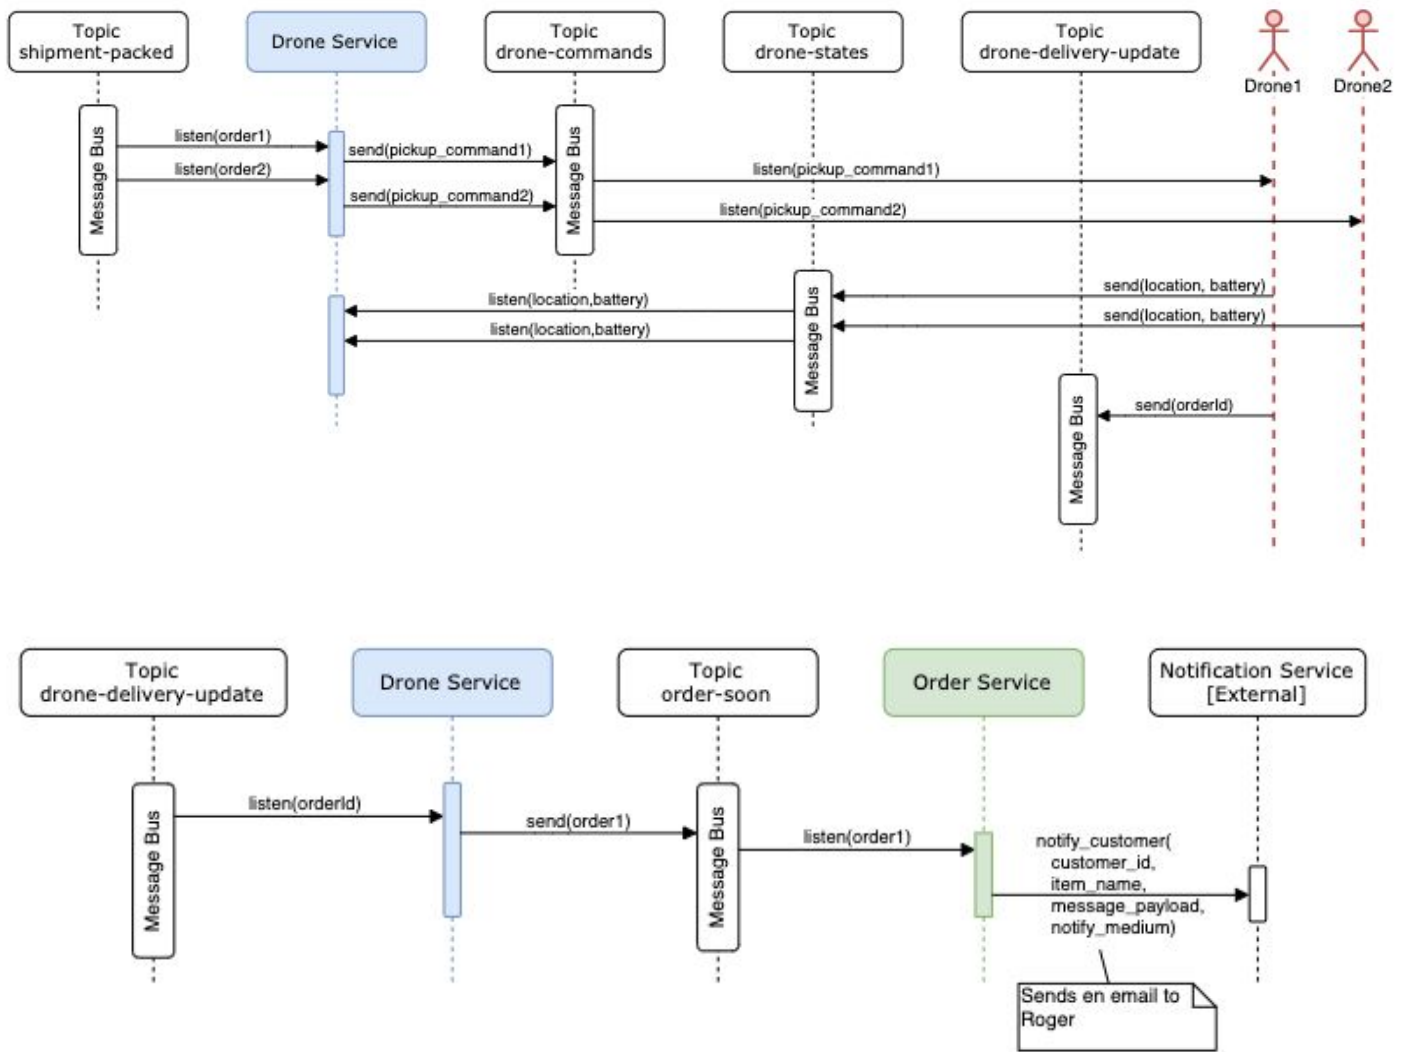 Topic
shipment-packed
Drone Service
Topic
drone-commands
Topic
drone-states
Topic
drone-delivery-update
Drone1
Drone2
Message Bus
listen(order1)
listen(order2)
send(pickup_command1)
send(pickup_command2)
Message Bus
listen(pickup_command1)
listen(pickup_command2)
send(location, battery)
send(location, battery)
Message Bus
listen(location,battery)
listen(location,battery)
send(orderId)
Message Bus
Topic
drone-delivery-update
Drone Service
Topic
order-soon
Order Service
Notification Service
[External]
Message Bus
listen(orderId)
send(order1)
Message Bus
listen(order1)
notify_customer(
customer_id,
item_name,
message_payload,
notify_medium)
Sends en email to
Roger